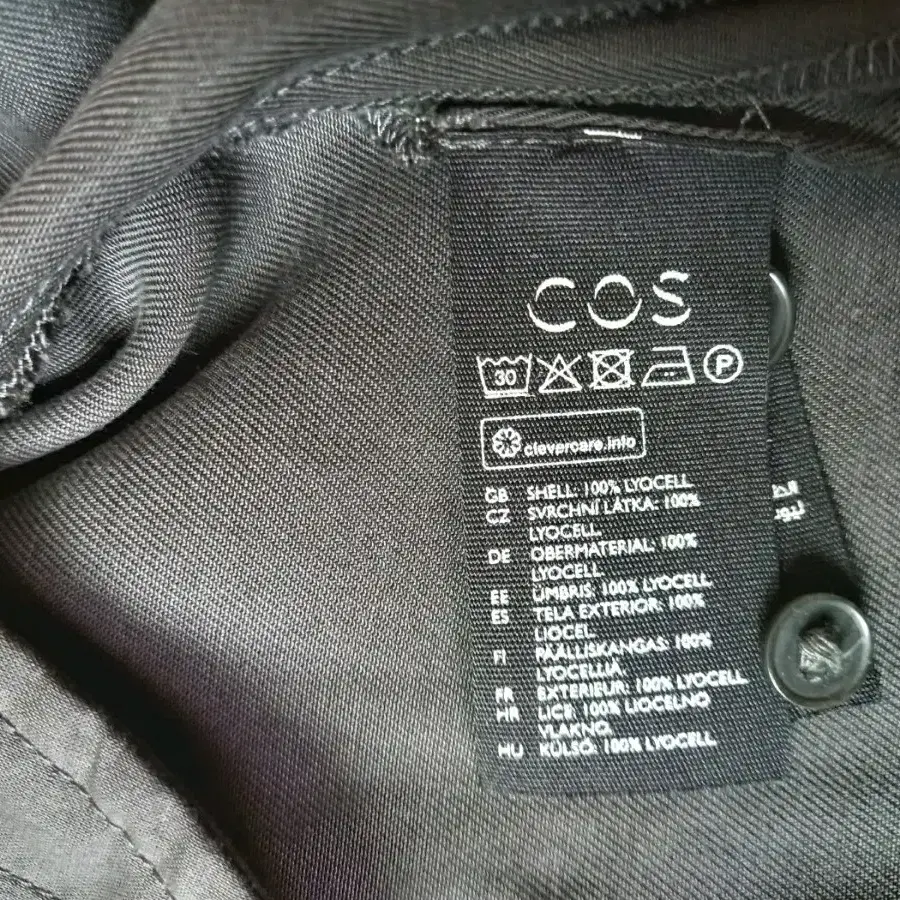 COS
30
P
clevercare.info
GB SHELL: 100% LYOCELL
CZ SVRCHNÍ LÁTKA: 100%
LYOCELL
DE OBERMATERIAL: 100%
LYOCELL
EE ÜMBRIS: 100% LYOCELL
ES TELA EXTERIOR: 100%
LIOCEL
FI PÄÄLLISKANGAS: 100%
LYOCELLIA
FR EXTERIEUR: 100% LYOCELL
HR LICE: 100% LIOCELNO
VLAKNO
HU KÜLSŐ: 100% LYOCELL